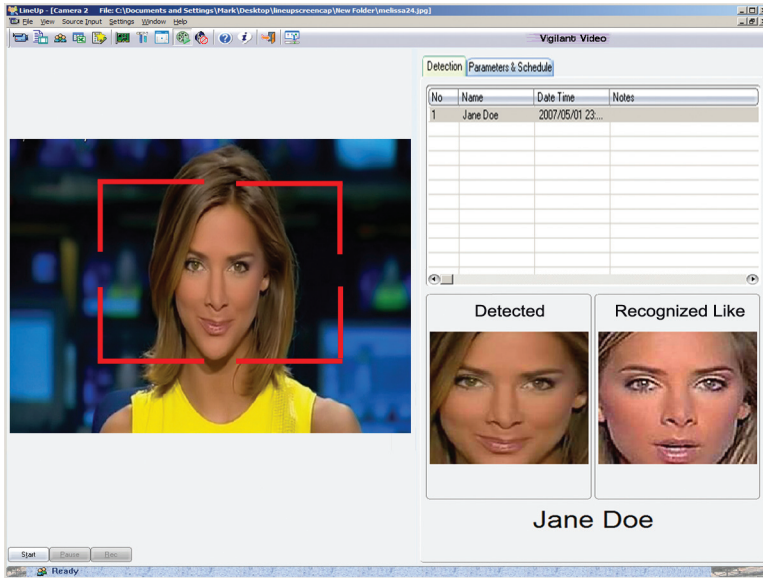 LineUp - [Camera 2   File: C:\Documents and Settings\Mark\Desktop\lineupscreencap\New Folder\melissa24.jpg]
File View Source Input Settings Window Help
Vigilant Video
Detection Parameters & Schedule
No Name Date Time Notes
1 Jane Doe 2007/05/01 23:...
Detected Recognized Like
Jane Doe
Start Pause Rec
Ready